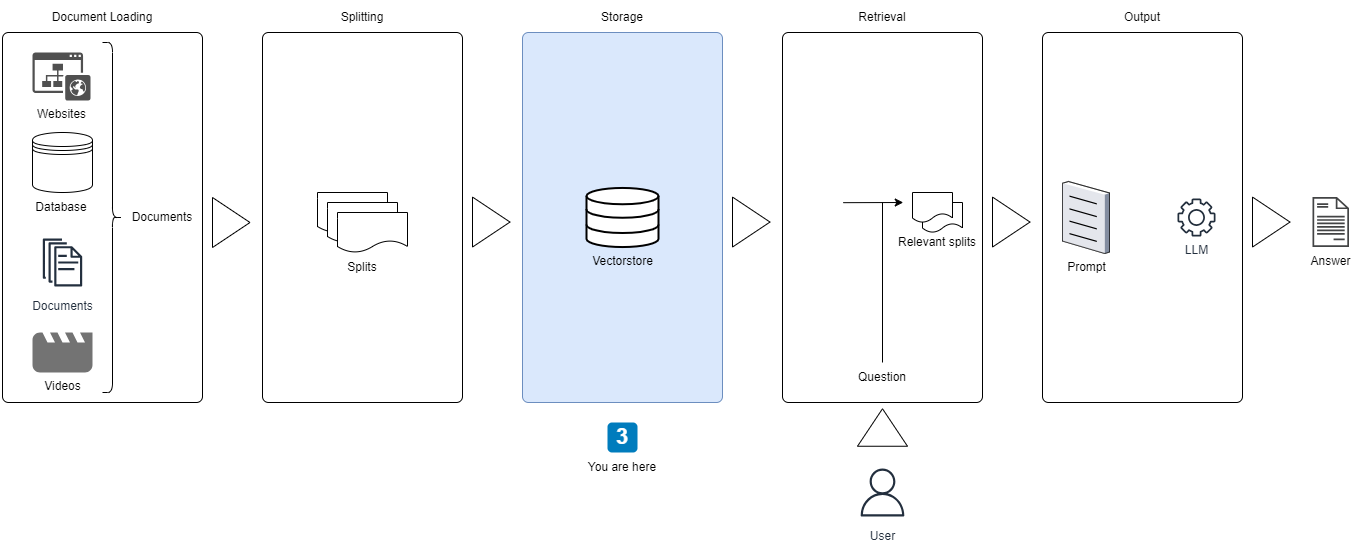 Document Loading
Splitting
Storage
Retrieval
Output
Websites
Database
Documents
Documents
Videos
Splits
Vectorstore
Relevant splits
Question
Prompt
LLM
Answer
3
You are here
User